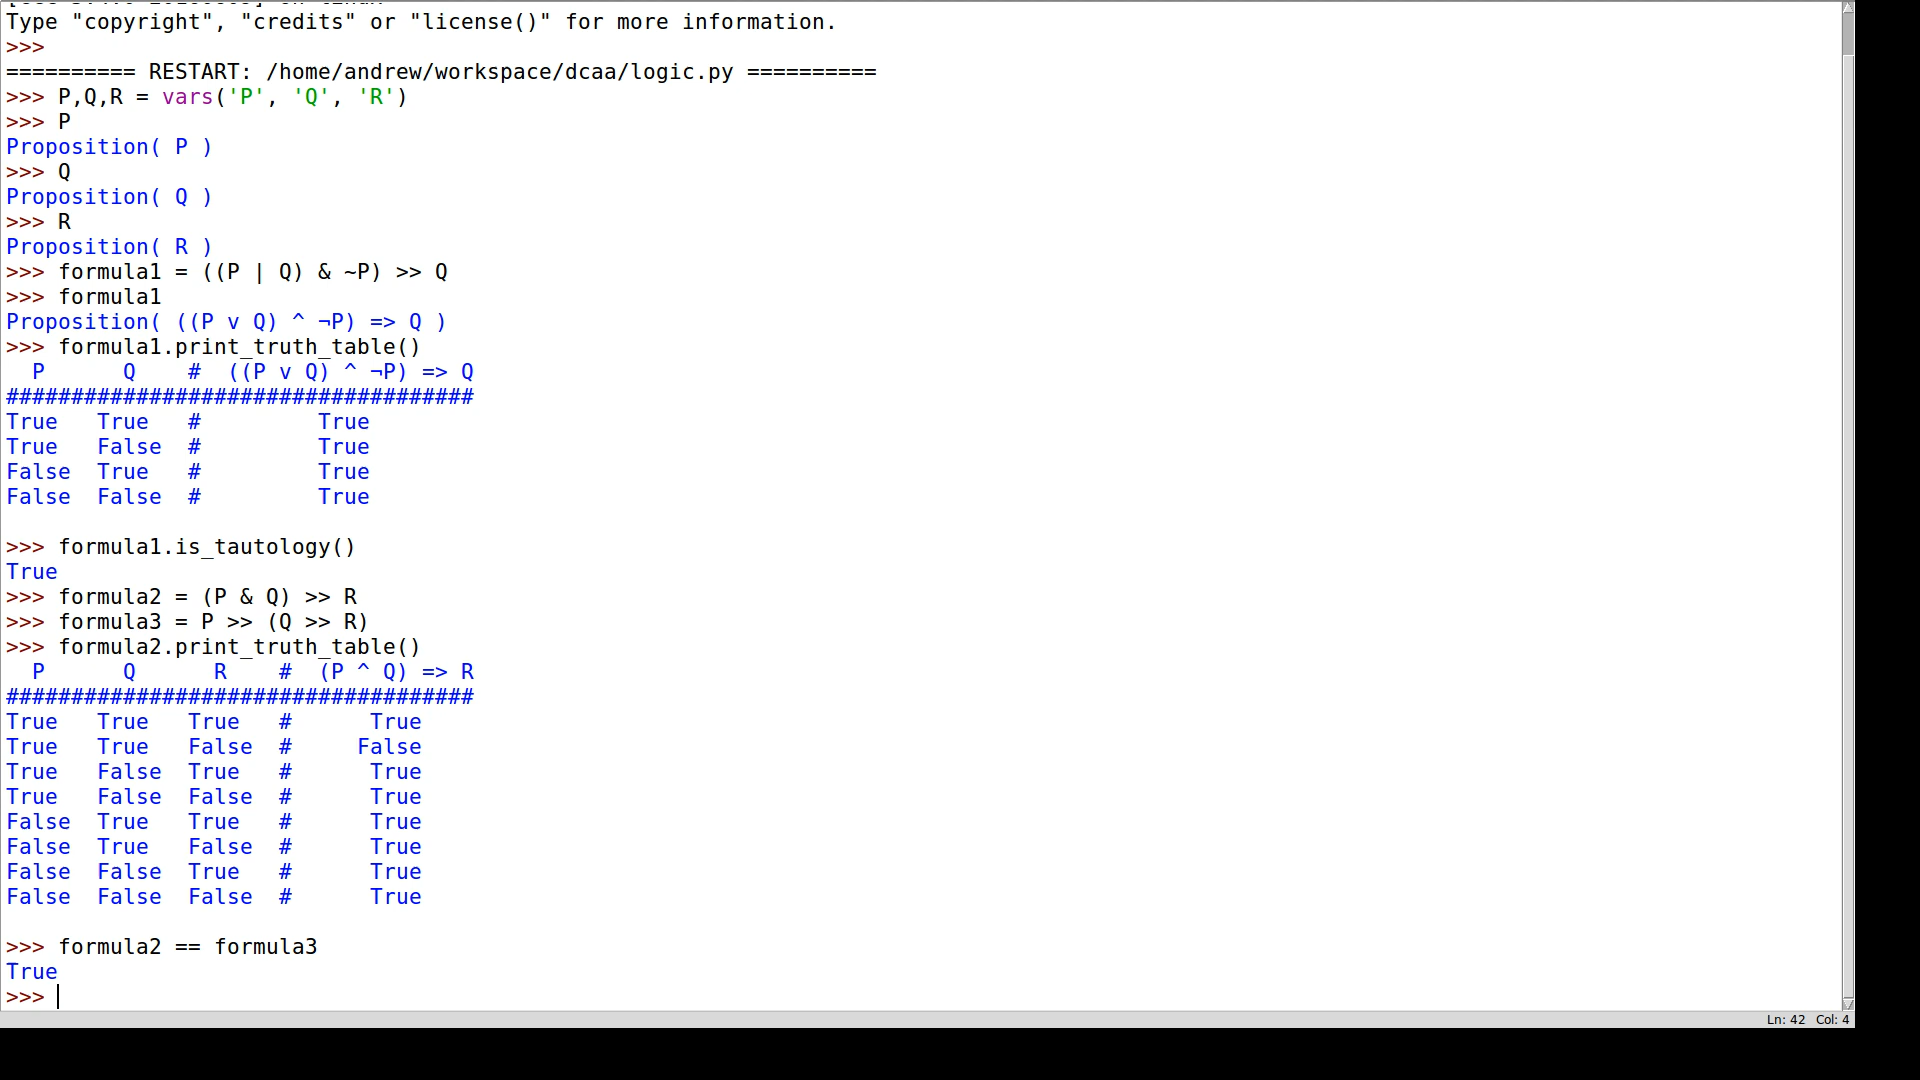 Type "copyright", "credits" or "license()" for more information.
>>>
========== RESTART: /home/andrew/workspace/dcaa/logic.py ==========
>>> P,Q,R = vars('P', 'Q', 'R')
>>> P
Proposition( P )
>>> Q
Proposition( Q )
>>> R
Proposition( R )
>>> formula1 = ((P | Q) & ~P) >> Q
>>> formula1
Proposition( ((P v Q) ^ ¬P) => Q )
>>> formula1.print_truth_table()
  P      Q    #  ((P v Q) ^ ¬P) => Q
####################################
True   True   #         True
True   False  #         True
False  True   #         True
False  False  #         True
>>> formula1.is_tautology()
True
>>> formula2 = (P & Q) >> R
>>> formula3 = P >> (Q >> R)
>>> formula2.print_truth_table()
  P      Q      R    #  (P ^ Q) => R
####################################
True   True   True   #      True
True   True   False  #     False
True   False  True   #      True
True   False  False  #      True
False  True   True   #      True
False  True   False  #      True
False  False  True   #      True
False  False  False  #      True
>>> formula2 == formula3
True
>>>
Ln: 42 Col: 4